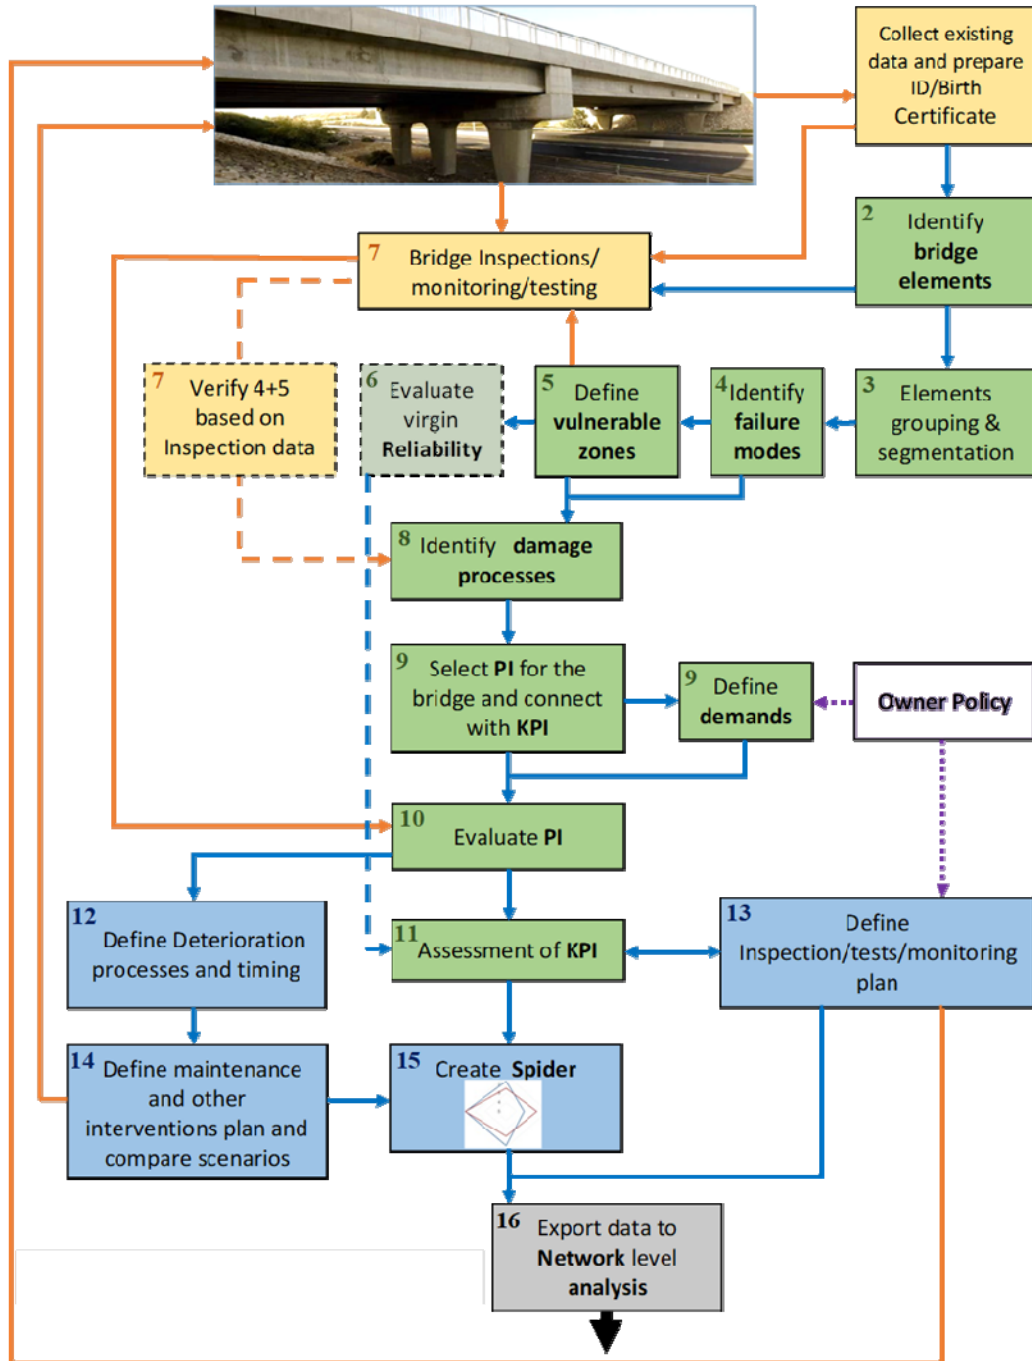 Collect existing
data and prepare
ID/Birth
Certificate
2
Identify
bridge
elements
7
Bridge Inspections/
monitoring/testing
7
Verify 4+5
based on
Inspection data
6
Evaluate
virgin
Reliability
5
Define
vulnerable
zones
4
Identify
failure
modes
3
Elements
grouping &
segmentation
8
Identify damage
processes
9
Select PI for the
bridge and connect
with KPI
9
Define
demands
Owner Policy
10
Evaluate PI
12
Define Deterioration
processes and timing
11
Assessment of KPI
13
Define
Inspection/tests/monitoring
plan
14
Define maintenance
and other
interventions plan and
compare scenarios
15
Create Spider
16
Export data to
Network level
analysis